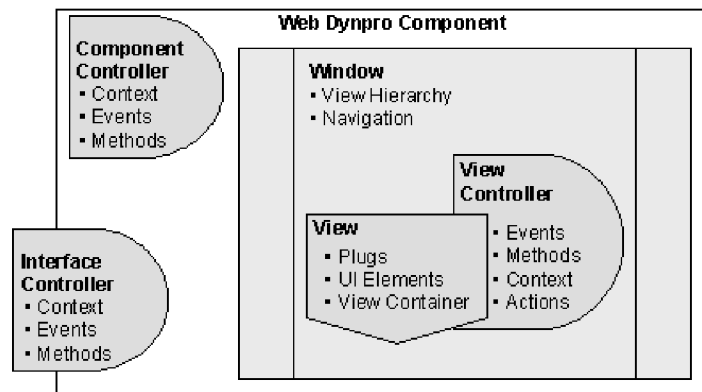 Web Dynpro Component
Component
Controller
▪ Context
▪ Events
▪ Methods
Window
▪ View Hierarchy
▪ Navigation
View
Controller
▪ Events
▪ Methods
▪ Context
▪ Actions
View
▪ Plugs
▪ UI Elements
▪ View Container
Interface
Controller
▪ Context
▪ Events
▪ Methods